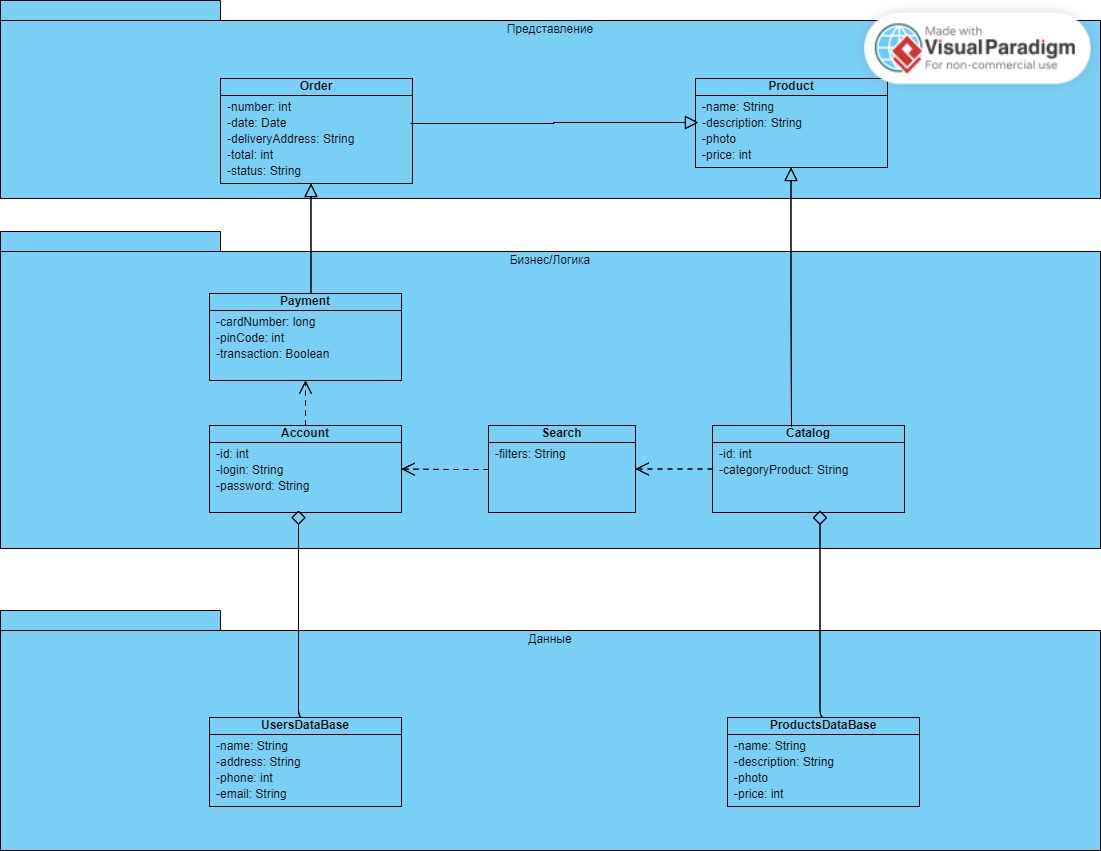 Представление
Made with
Visual Paradigm
For non-commercial use
Order
-number: int
-date: Date
-deliveryAddress: String
-total: int
-status: String
Product
-name: String
-description: String
-photo
-price: int
Бизнес/Логика
Payment
-cardNumber: long
-pinCode: int
-transaction: Boolean
Account
-id: int
-login: String
-password: String
Search
-filters: String
Catalog
-id: int
-categoryProduct: String
Данные
UsersDataBase
-name: String
-address: String
-phone: int
-email: String
ProductsDataBase
-name: String
-description: String
-photo
-price: int